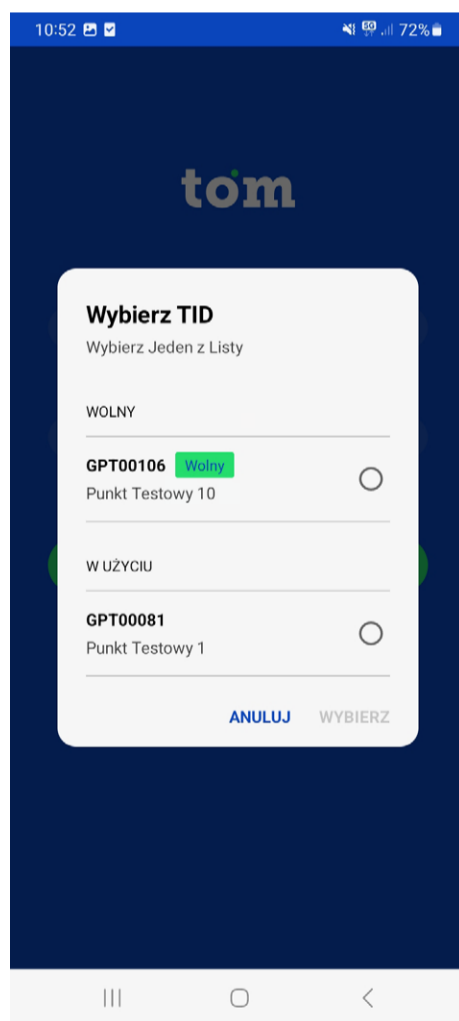 10:52 5G 72%
tom
Wybierz TID
Wybierz Jeden z Listy
WOLNY
GPT00106 Wolny
Punkt Testowy 10
W UŻYCIU
GPT00081
Punkt Testowy 1
ANULUJ WYBIERZ